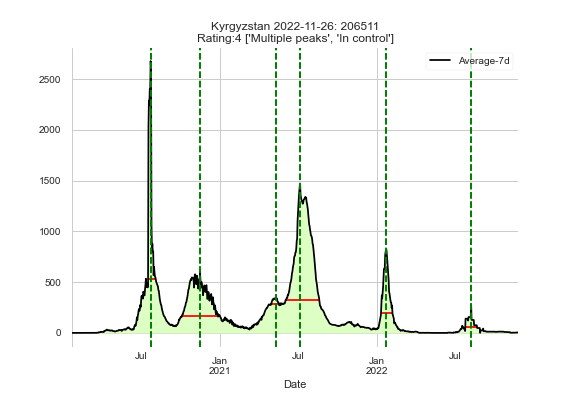 Kyrgyzstan 2022-11-26: 206511
Rating:4 ['Multiple peaks', 'In control']
Average-7d
2500
2000
1500
1000
500
0
Jul
Jan
2021
Jul
Jan
2022
Jul
Date